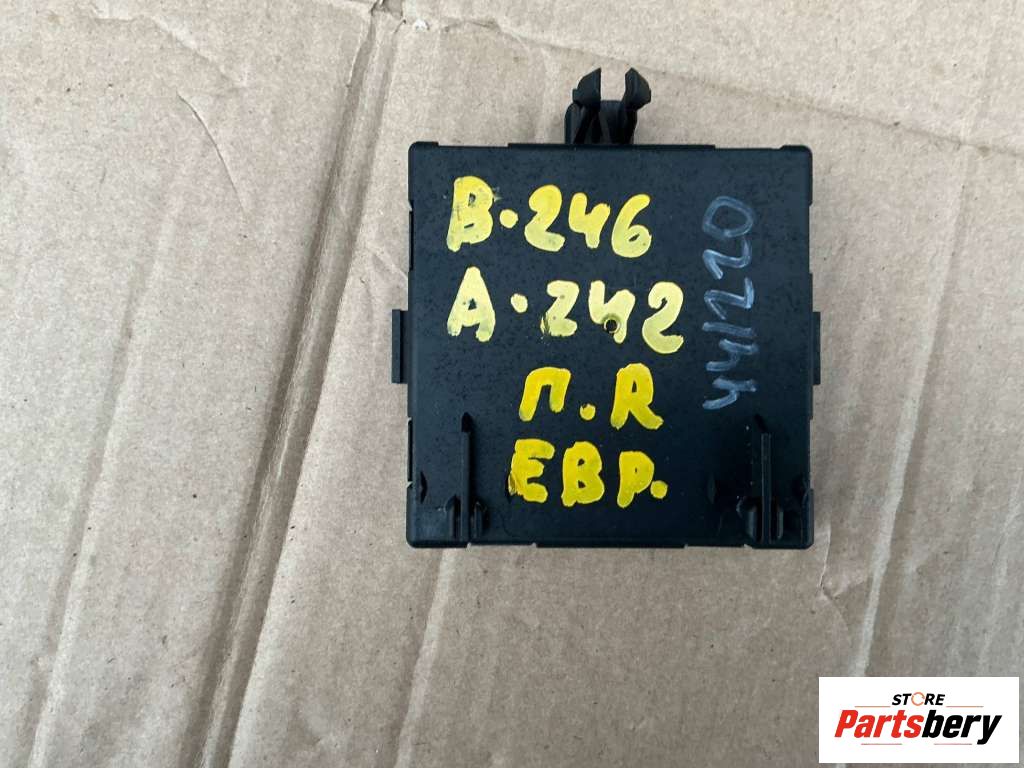 B.246
A.242
П.R
ЕВР.
441220
STORE
Partsbery